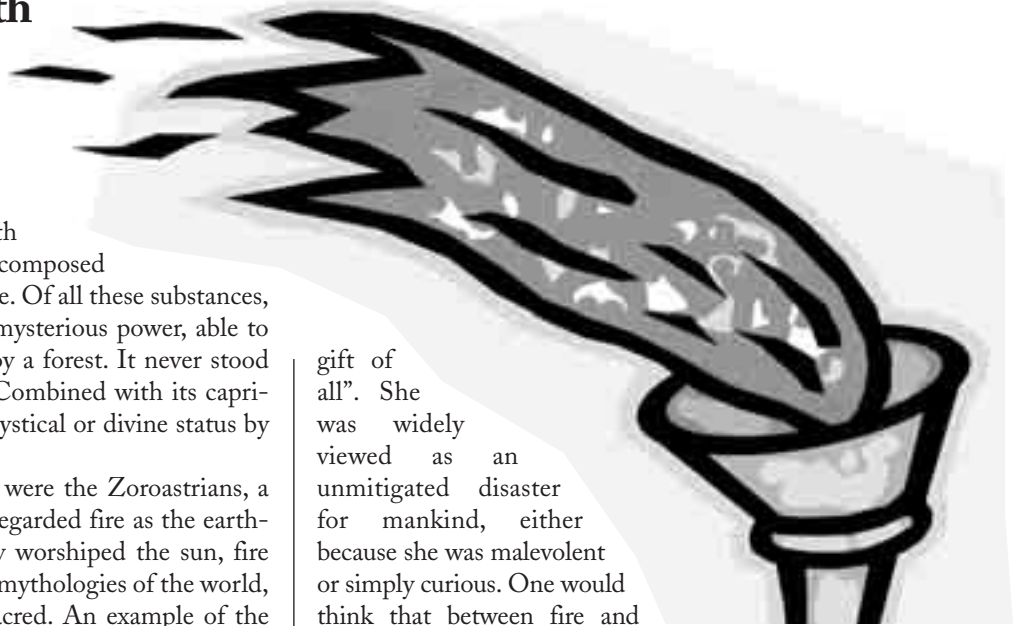 th
th
composed
e. Of all these substances,
mysterious power, able to
oy a forest. It never stood
Combined with its capri-
ystical or divine status by
were the Zoroastrians, a
egarded fire as the earth-
y worshiped the sun, fire
mythologies of the world,
acred. An example of the
gift of
all”. She
was widely
viewed as an
unmitigated disaster
for mankind, either
because she was malevolent
or simply curious. One would
think that between fire and